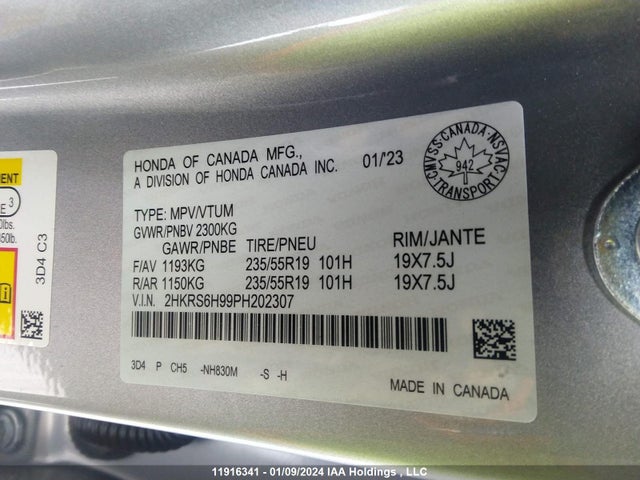 HONDA OF CANADA MFG.,
A DIVISION OF HONDA CANADA INC. 01/'23
CMVSS·CANADA·NSVAC
942
TRANSPORT
TYPE: MPV/VTUM
GVWR/PNBV 2300KG
GAWR/PNBE TIRE/PNEU RIM/JANTE
F/AV 1193KG 235/55R19 101H 19X7.5J
R/AR 1150KG 235/55R19 101H 19X7.5J
V.I.N. 2HKRS6H99PH202307
3D4 P CH5 -NH830M -S -H
MADE IN CANADA
3D4 C3
3
11916341 - 01/09/2024 IAA Holdings , LLC